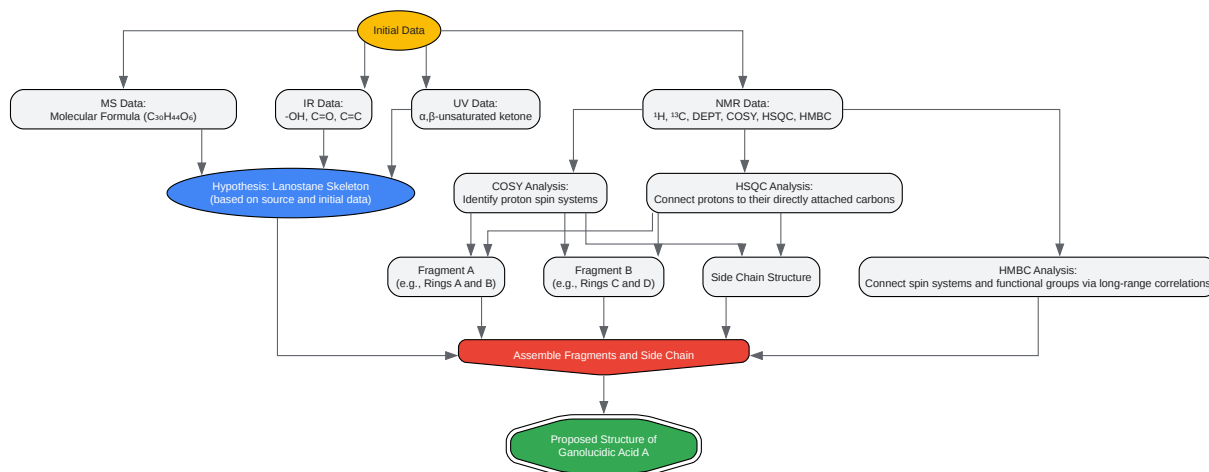 Initial Data
MS Data:
Molecular Formula (C₃₀H₄₄O₆)
IR Data:
-OH, C=O, C=C
UV Data:
α,β-unsaturated ketone
NMR Data:
¹H, ¹³C, DEPT, COSY, HSQC, HMBC
Hypothesis: Lanostane Skeleton
(based on source and initial data)
COSY Analysis:
Identify proton spin systems
HSQC Analysis:
Connect protons to their directly attached carbons
Fragment A
(e.g., Rings A and B)
Fragment B
(e.g., Rings C and D)
Side Chain Structure
HMBC Analysis:
Connect spin systems and functional groups via long-range correlations
Assemble Fragments and Side Chain
Proposed Structure of
Ganolucidic Acid A